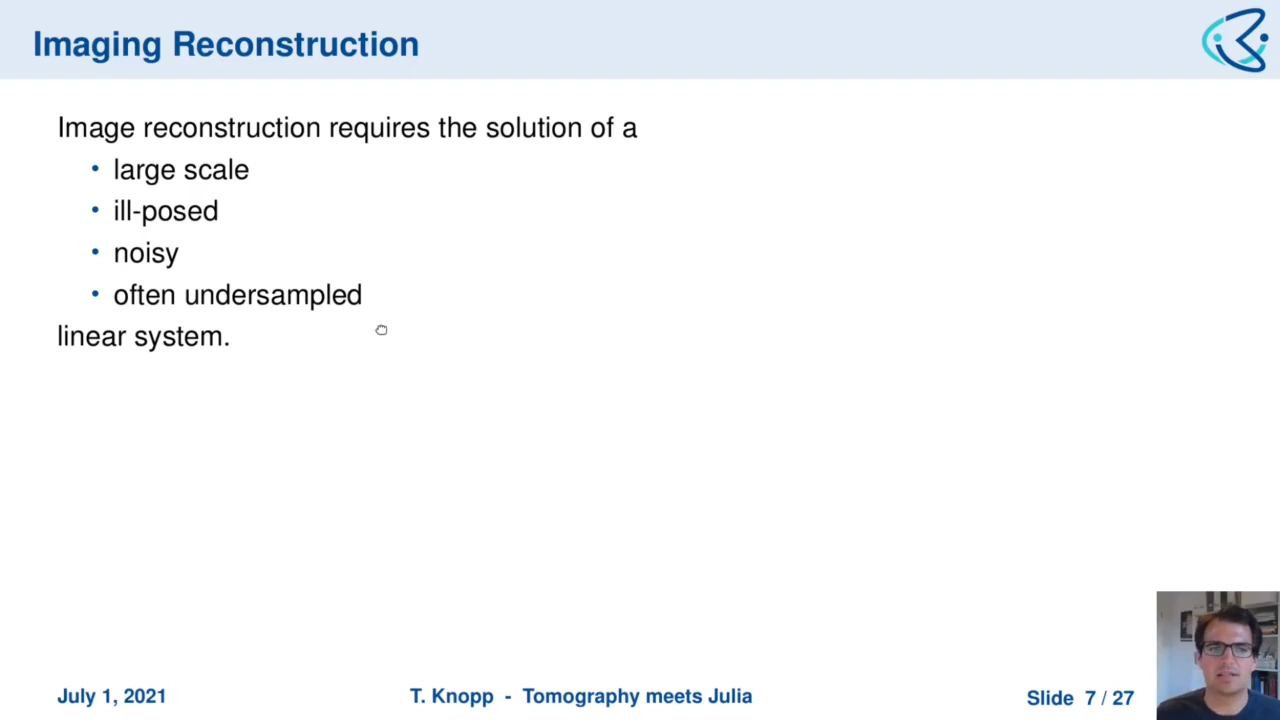 Imaging Reconstruction
Image reconstruction requires the solution of a
• large scale
• ill-posed
• noisy
• often undersampled
linear system.
July 1, 2021
T. Knopp - Tomography meets Julia
Slide 7 / 27